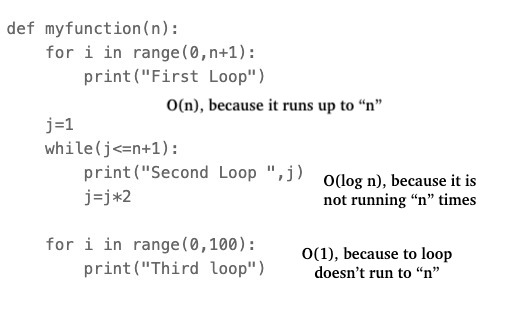 def myfunction(n):
    for i in range(0,n+1):
        print("First Loop")
O(n), because it runs up to “n”
    j=1
    while(j<=n+1):
        print("Second Loop ",j)
        j=j*2
O(log n), because it is
not running “n” times
    for i in range(0,100):
        print("Third loop")
O(1), because to loop
doesn’t run to “n”